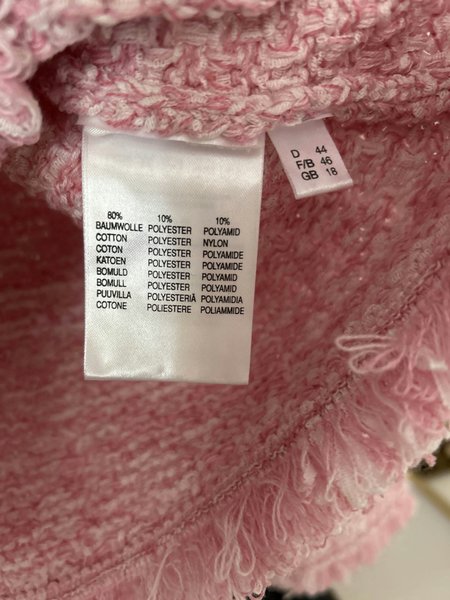 80% 10% 10%
BAUMWOLLE POLYESTER POLYAMID
COTTON POLYESTER NYLON
COTON POLYESTER POLYAMIDE
KATOEN POLYESTER POLYAMIDE
BOMULD POLYESTER POLYAMID
BOMULL POLYESTER POLYAMID
PUUVILLA POLYESTERIÄ POLYAMIDIA
COTONE POLIESTERE POLIAMMIDE
D 44
F/B 46
GB 18